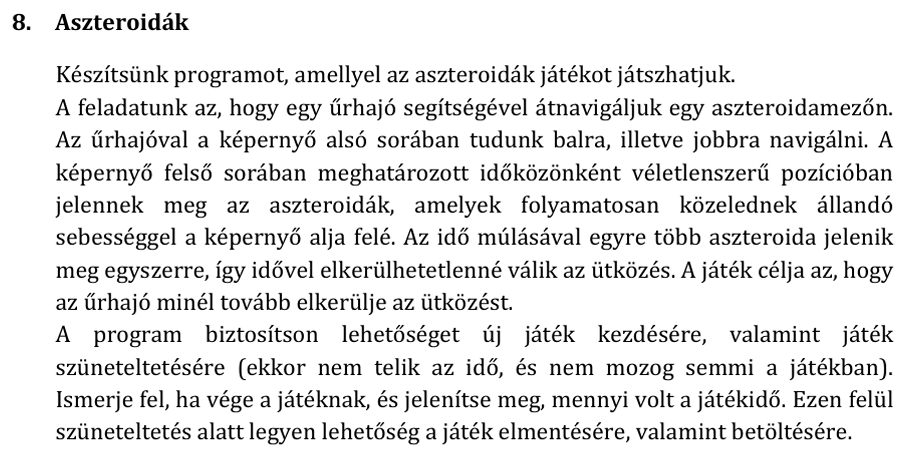 8. Aszteroidák
Készítsünk programot, amellyel az aszteroidák játékot játszhatjuk.
A feladatunk az, hogy egy űrhajó segítségével átnavigáljuk egy aszteroidamezőn.
Az űrhajóval a képernyő alsó sorában tudunk balra, illetve jobbra navigálni. A
képernyő felső sorában meghatározott időközönként véletlenszerű pozícióban
jelennek meg az aszteroidák, amelyek folyamatosan közelednek állandó
sebességgel a képernyő alja felé. Az idő múlásával egyre több aszteroida jelenik
meg egyszerre, így idővel elkerülhetetlenné válik az ütközés. A játék célja az, hogy
az űrhajó minél tovább elkerülje az ütközést.
A program biztosítson lehetőséget új játék kezdésére, valamint játék
szüneteltetésére (ekkor nem telik az idő, és nem mozog semmi a játékban).
Ismerje fel, ha vége a játéknak, és jelenítse meg, mennyi volt a játékidő. Ezen felül
szüneteltetés alatt legyen lehetőség a játék elmentésére, valamint betöltésére.